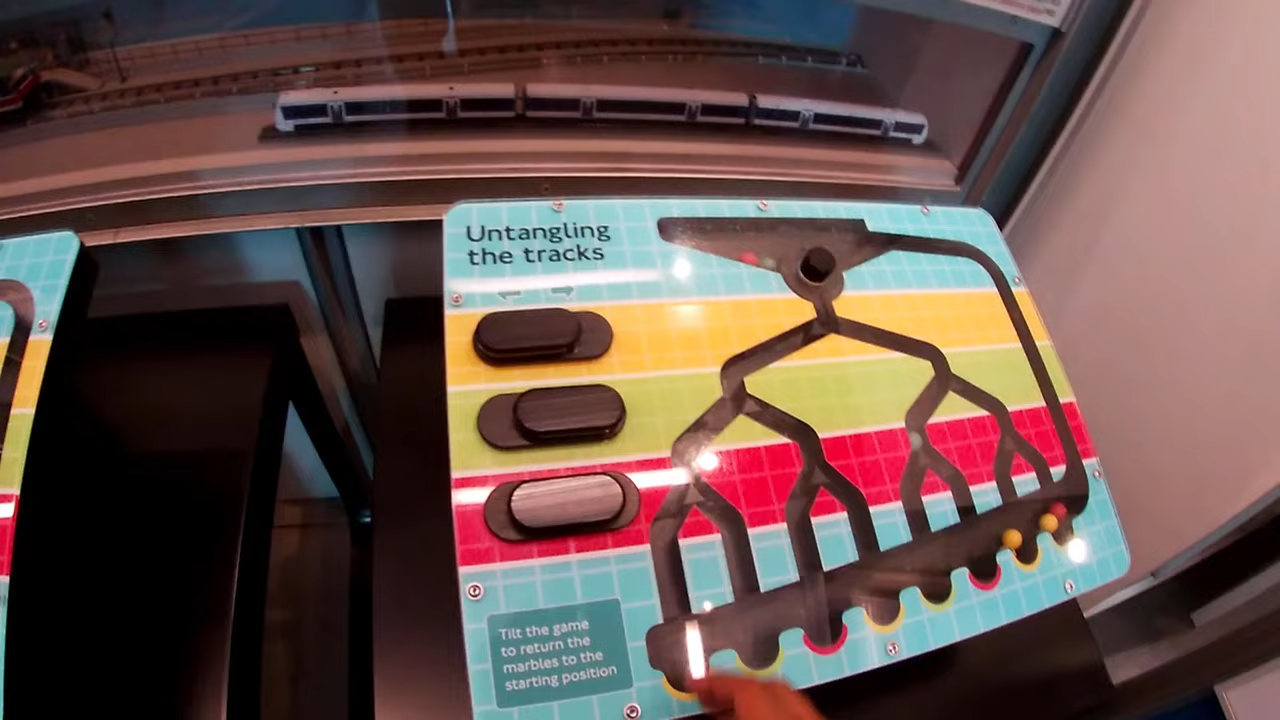 Untangling
the tracks
Tilt the game
to return the
marbles to the
starting position